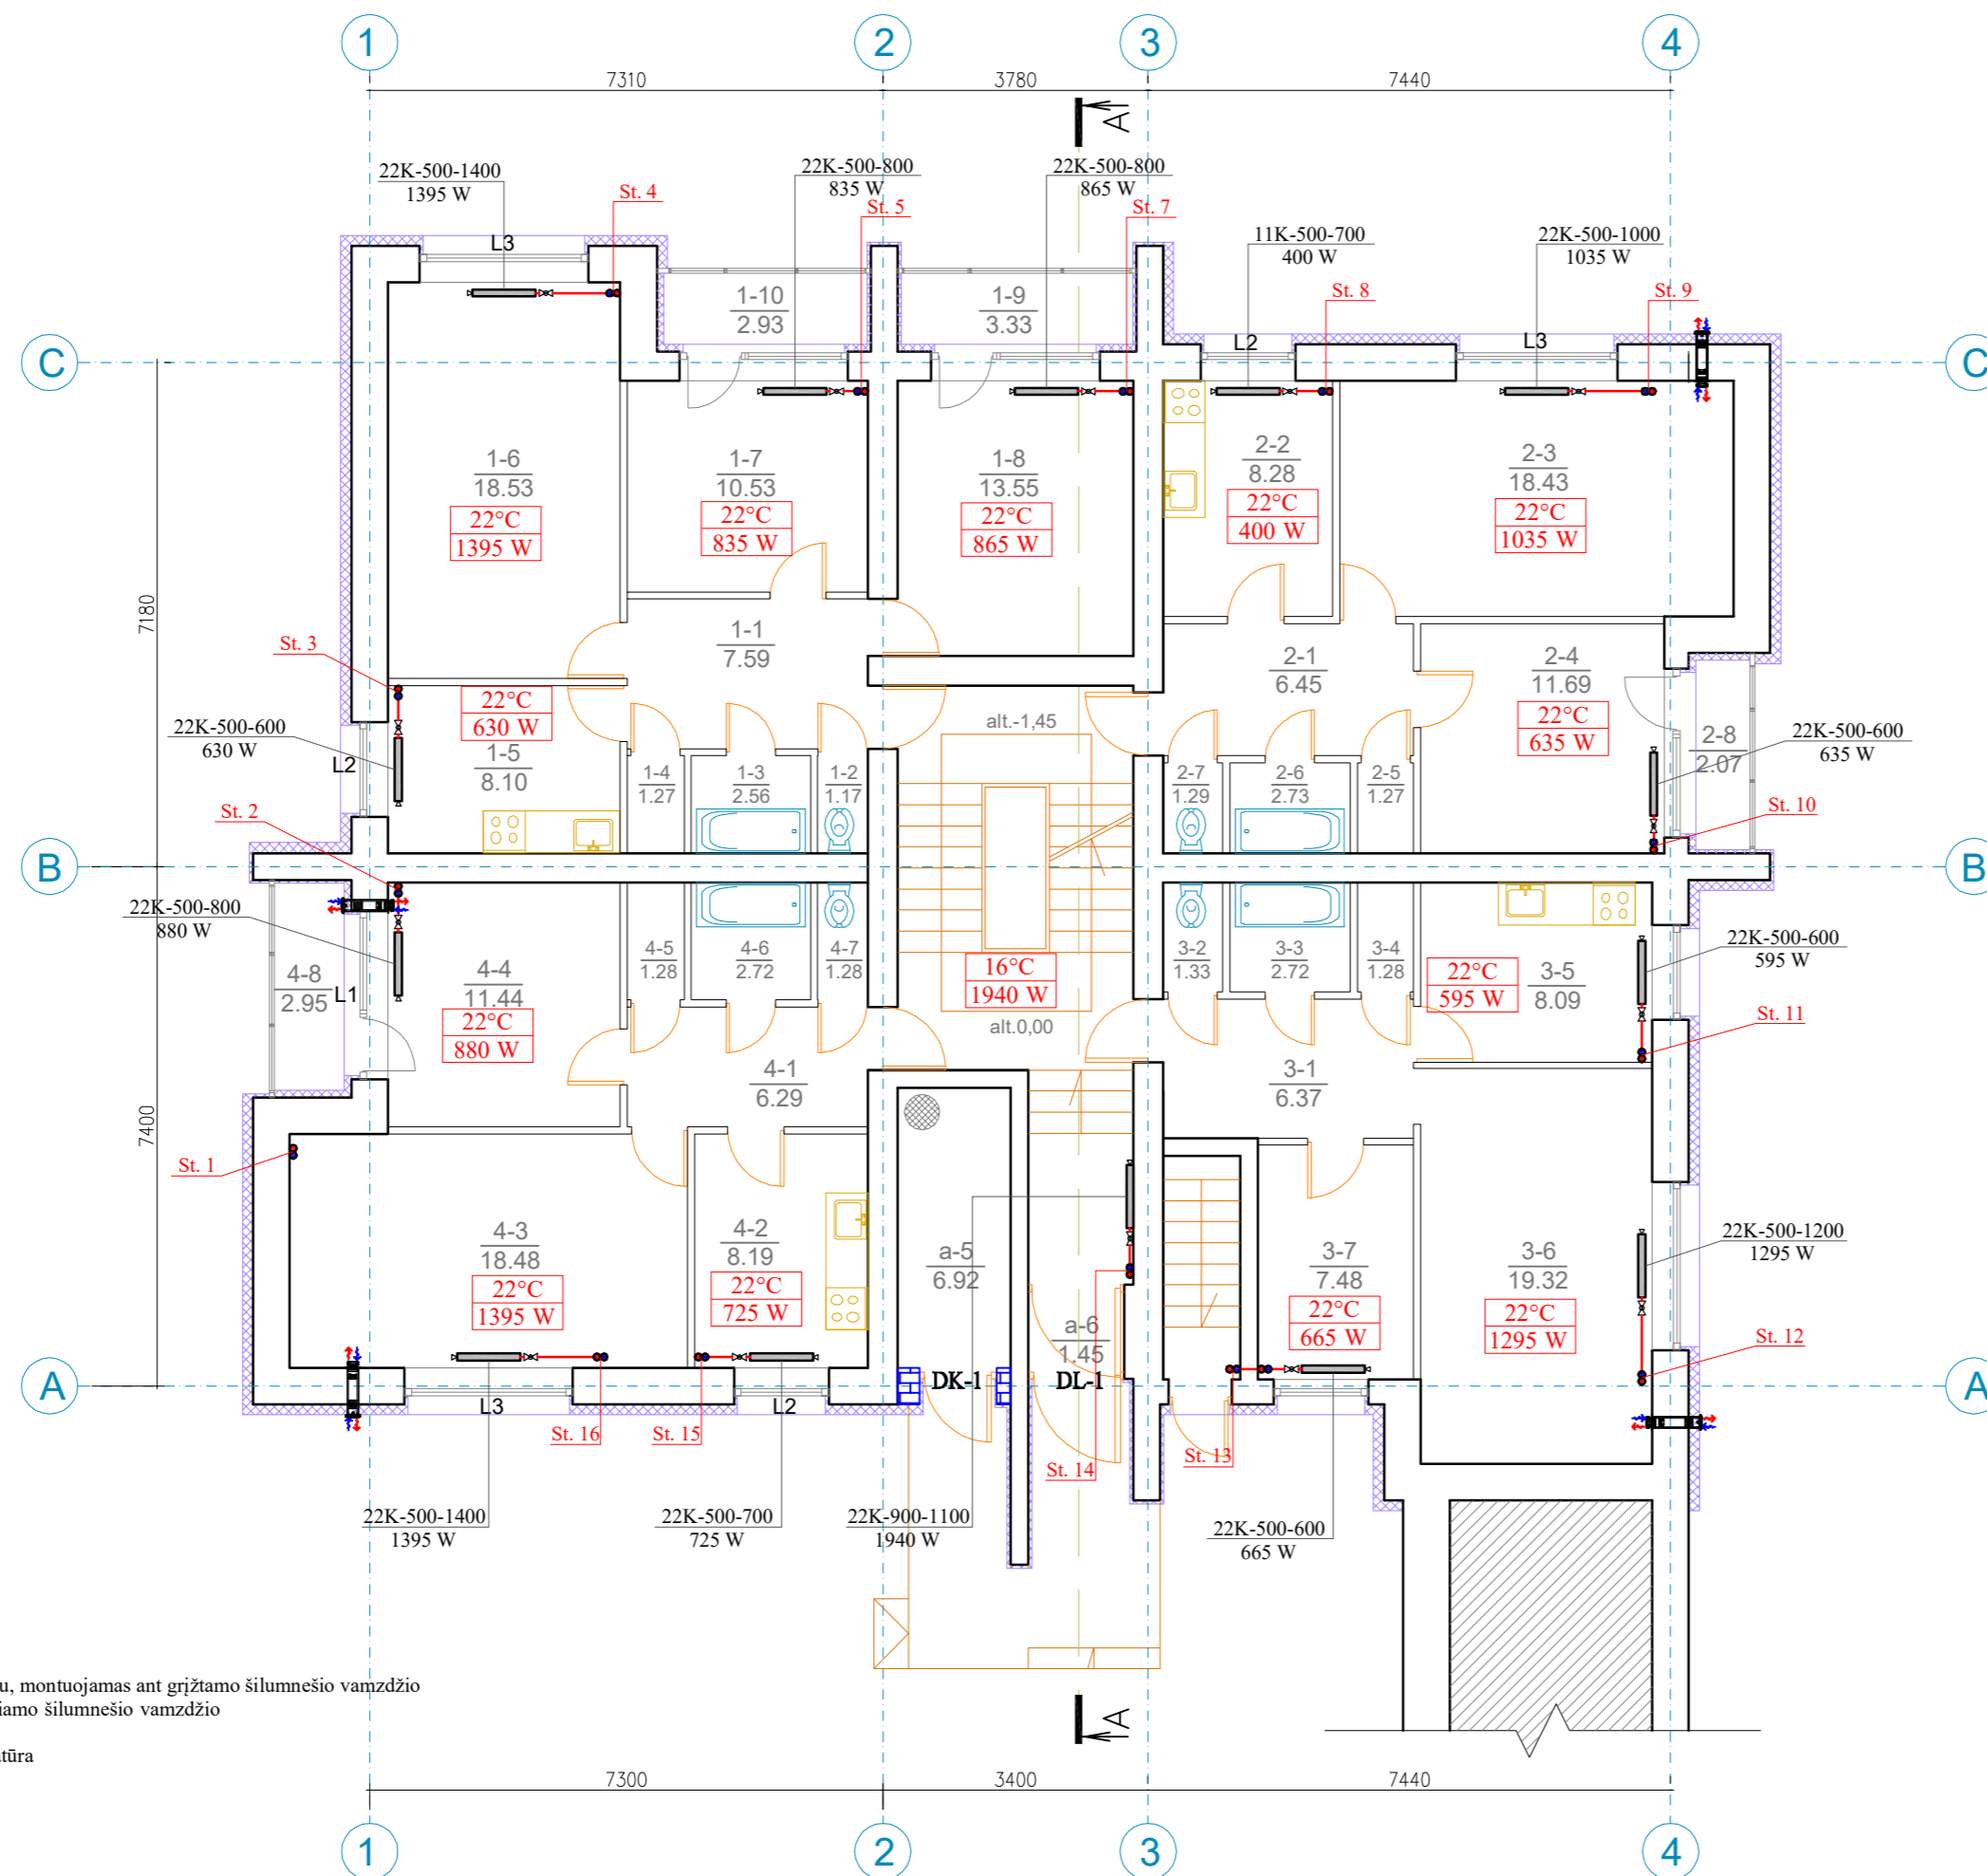 1
2
3
4
7310
3780
7440
A
22K-500-1400
1395 W
St. 4
22K-500-800
835 W
St. 5
22K-500-800
865 W
St. 7
11K-500-700
400 W
St. 8
22K-500-1000
1035 W
St. 9
L3
1-10
2.93
1-9
3.33
L2
L3
C
C
1-6
18.53
22°C
1395 W
1-7
10.53
22°C
835 W
1-8
13.55
22°C
865 W
2-2
8.28
22°C
400 W
2-3
18.43
22°C
1035 W
7180
St. 3
1-1
7.59
2-1
6.45
2-4
11.69
22°C
635 W
22K-500-600
630 W
L2
22°C
630 W
1-5
8.10
alt.-1,45
2-8
2.07
22K-500-600
635 W
1-4
1.27
1-3
2.56
1-2
1.17
2-7
1.29
2-6
2.73
2-5
1.27
St. 2
St. 10
B
B
22K-500-800
880 W
4-8
2.95
L1
4-4
11.44
22°C
880 W
4-5
1.28
4-6
2.72
4-7
1.28
16°C
1940 W
alt.0,00
3-2
1.33
3-3
2.72
3-4
1.28
22°C
595 W
3-5
8.09
22K-500-600
595 W
St. 11
7400
St. 1
4-1
6.29
3-1
6.37
4-3
18.48
22°C
1395 W
4-2
8.19
22°C
725 W
a-5
6.92
a-6
1.45
3-7
7.48
22°C
665 W
3-6
19.32
22°C
1295 W
22K-500-1200
1295 W
St. 12
A
A
DK-1
DL-1
L3
L2
St. 16
St. 15
St. 14
St. 13
22K-500-1400
1395 W
22K-500-700
725 W
22K-900-1100
1940 W
22K-500-600
665 W
u, montuojamas ant grįžtamo šilumnešio vamzdžio
iamo šilumnešio vamzdžio
tūra
A
7300
3400
7440
1
2
3
4